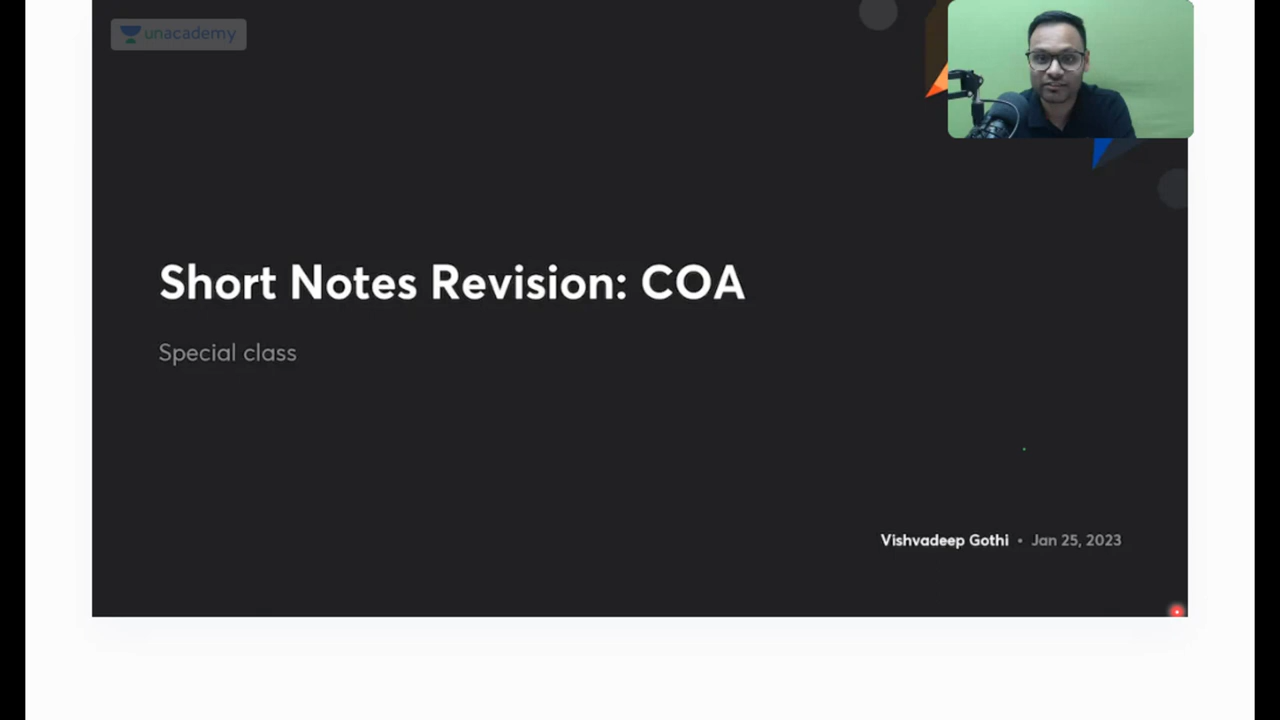 unacademy
Short Notes Revision: COA
Special class
Vishvadeep Gothi • Jan 25, 2023